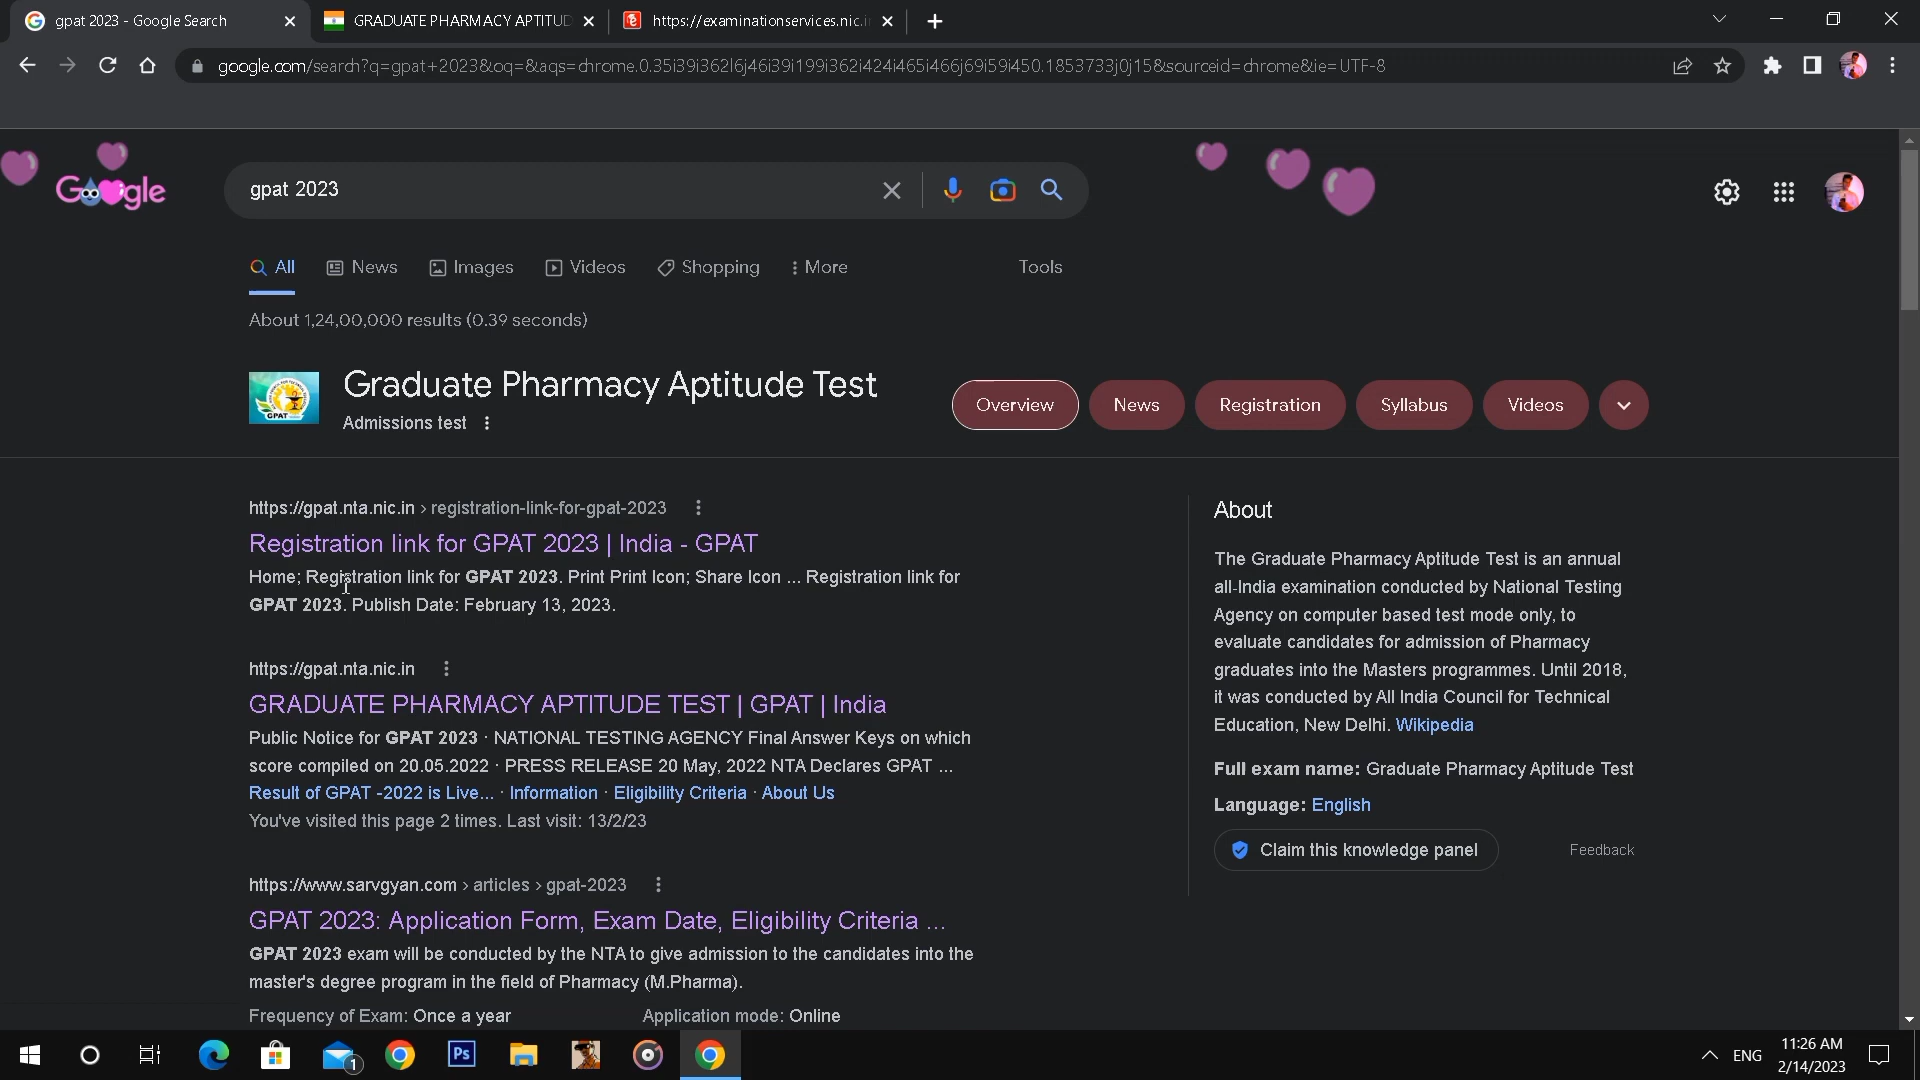 gpat 2023 - Google Search
GRADUATE PHARMACY APTITUD
https://examinationservices.nic.i
google.com/search?q=gpat+2023&oq=&aqs=chrome.0.35i39i362l6j46i39i199i362i424i465i466j69i59i450.1853733j0j15&sourceid=chrome&ie=UTF-8
Google
gpat 2023
All
News
Images
Videos
Shopping
More
Tools
About 1,24,00,000 results (0.39 seconds)
GPAT
Graduate Pharmacy Aptitude Test
Admissions test
Overview
News
Registration
Syllabus
Videos
https://gpat.nta.nic.in › registration-link-for-gpat-2023
Registration link for GPAT 2023 | India - GPAT
Home; Registration link for GPAT 2023. Print Print Icon; Share Icon ... Registration link for
GPAT 2023. Publish Date: February 13, 2023.
https://gpat.nta.nic.in
GRADUATE PHARMACY APTITUDE TEST | GPAT | India
Public Notice for GPAT 2023 · NATIONAL TESTING AGENCY Final Answer Keys on which
score compiled on 20.05.2022 · PRESS RELEASE 20 May, 2022 NTA Declares GPAT ...
Result of GPAT -2022 is Live... · Information · Eligibility Criteria · About Us
You've visited this page 2 times. Last visit: 13/2/23
https://www.sarvgyan.com › articles › gpat-2023
GPAT 2023: Application Form, Exam Date, Eligibility Criteria ...
GPAT 2023 exam will be conducted by the NTA to give admission to the candidates into the
master's degree program in the field of Pharmacy (M.Pharma).
Frequency of Exam: Once a year
Application mode: Online
About
The Graduate Pharmacy Aptitude Test is an annual
all-India examination conducted by National Testing
Agency on computer based test mode only, to
evaluate candidates for admission of Pharmacy
graduates into the Masters programmes. Until 2018,
it was conducted by All India Council for Technical
Education, New Delhi. Wikipedia
Full exam name: Graduate Pharmacy Aptitude Test
Language: English
Claim this knowledge panel
Feedback
1
Ps
ENG
11:26 AM
2/14/2023